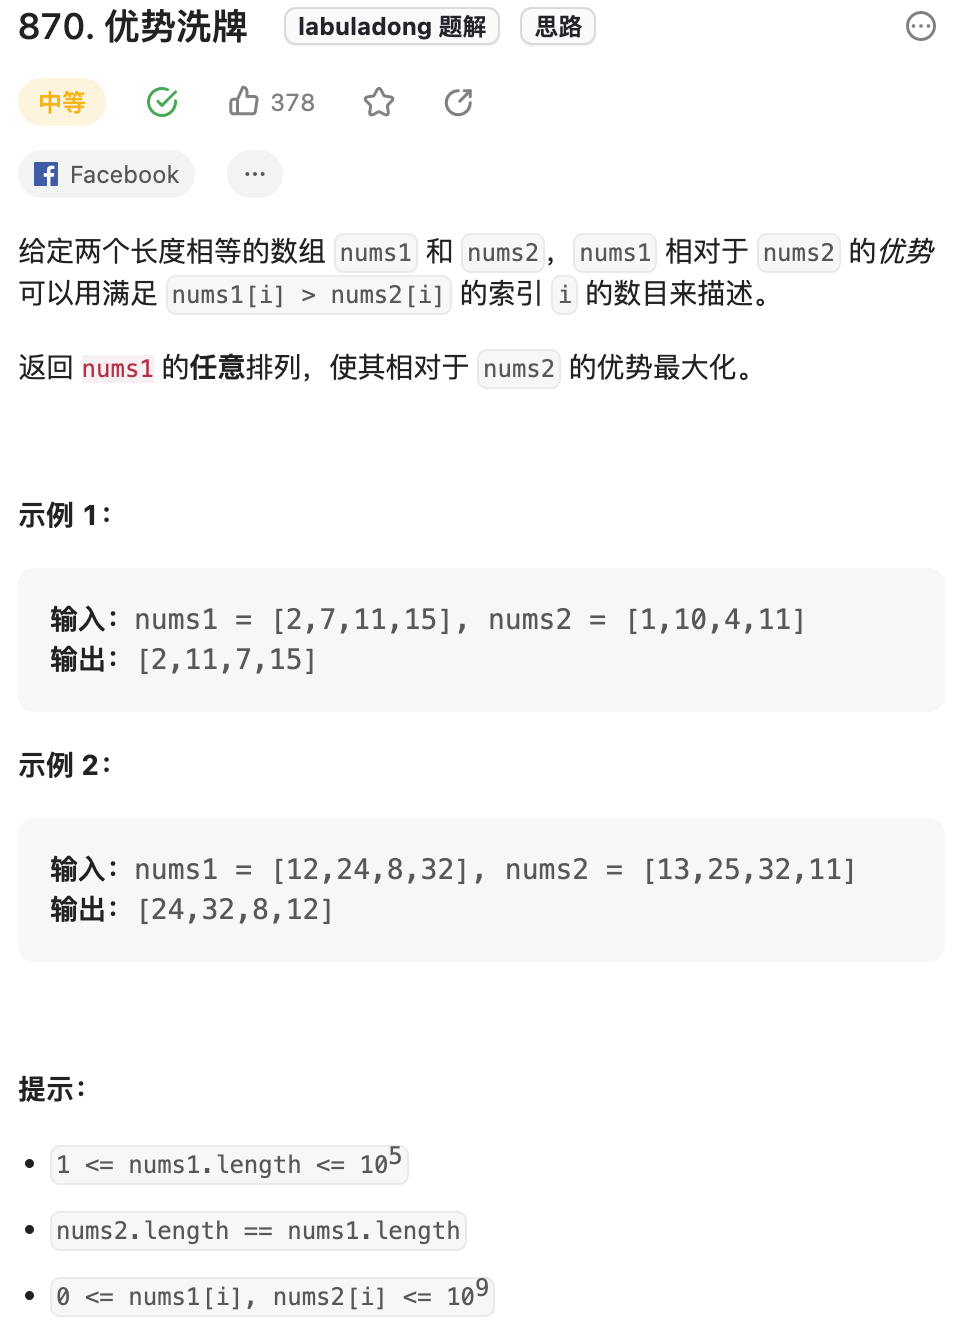 870. 优势洗牌 labuladong 题解 思路
中等 378
Facebook ...
给定两个长度相等的数组 nums1 和 nums2，nums1 相对于 nums2 的优势
可以用满足 nums1[i] > nums2[i] 的索引 i 的数目来描述。
返回 nums1 的任意排列，使其相对于 nums2 的优势最大化。
示例 1：
输入：nums1 = [2,7,11,15], nums2 = [1,10,4,11]
输出：[2,11,7,15]
示例 2：
输入：nums1 = [12,24,8,32], nums2 = [13,25,32,11]
输出：[24,32,8,12]
提示：
• 1 <= nums1.length <= 10⁵
• nums2.length == nums1.length
• 0 <= nums1[i], nums2[i] <= 10⁹